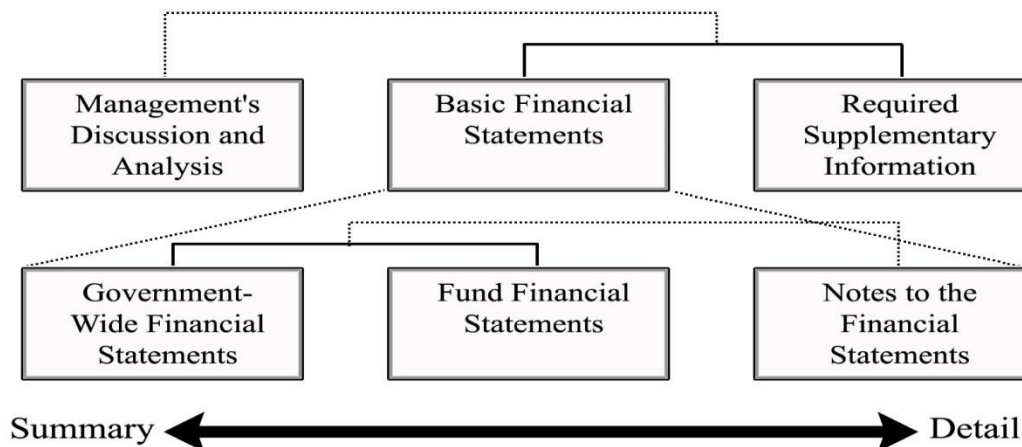 Management's
Discussion and
Analysis
Basic Financial
Statements
Required
Supplementary
Information
Government-
Wide Financial
Statements
Fund Financial
Statements
Notes to the
Financial
Statements
Summary
Detail